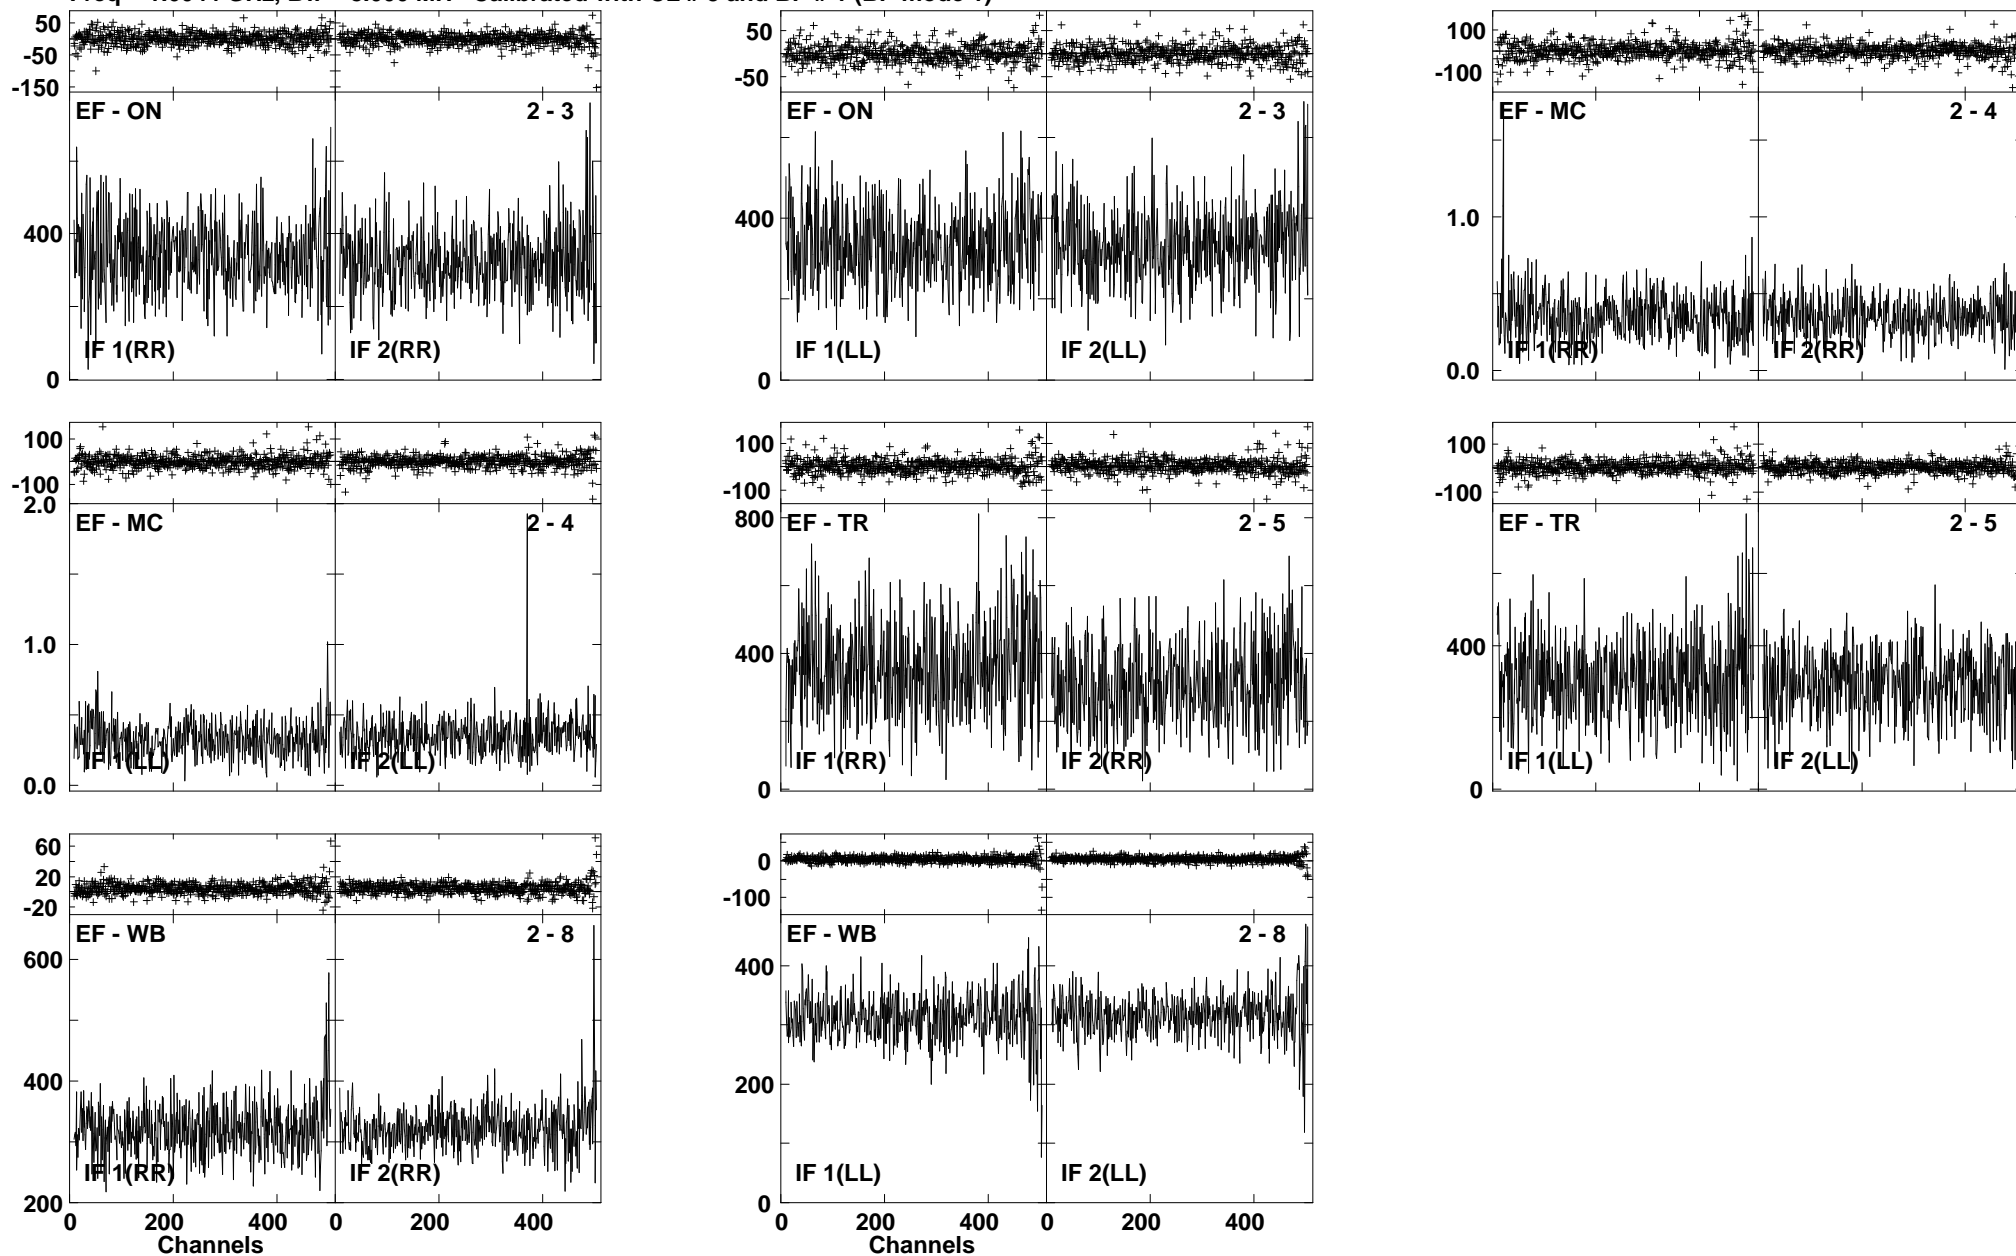 50
-50
-150
EF - ON 2 - 3
400
IF 1(RR) IF 2(RR)
0
50
-50
EF - ON 2 - 3
400
IF 1(LL) IF 2(LL)
0
100
-100
EF - MC 2 - 4
1.0
IF 1(RR) IF 2(RR)
0.0
100
-100
2.0
EF - MC 2 - 4
1.0
IF 1(LL) IF 2(LL)
0.0
100
-100
800
EF - TR 2 - 5
400
IF 1(RR) IF 2(RR)
0
100
-100
EF - TR 2 - 5
400
IF 1(LL) IF 2(LL)
0
60
20
-20
EF - WB 2 - 8
600
400
IF 1(RR) IF 2(RR)
200
0 200 400 0 200 400
Channels
0
-100
EF - WB 2 - 8
400
200
IF 1(LL) IF 2(LL)
0
0 200 400 0 200 400
Channels